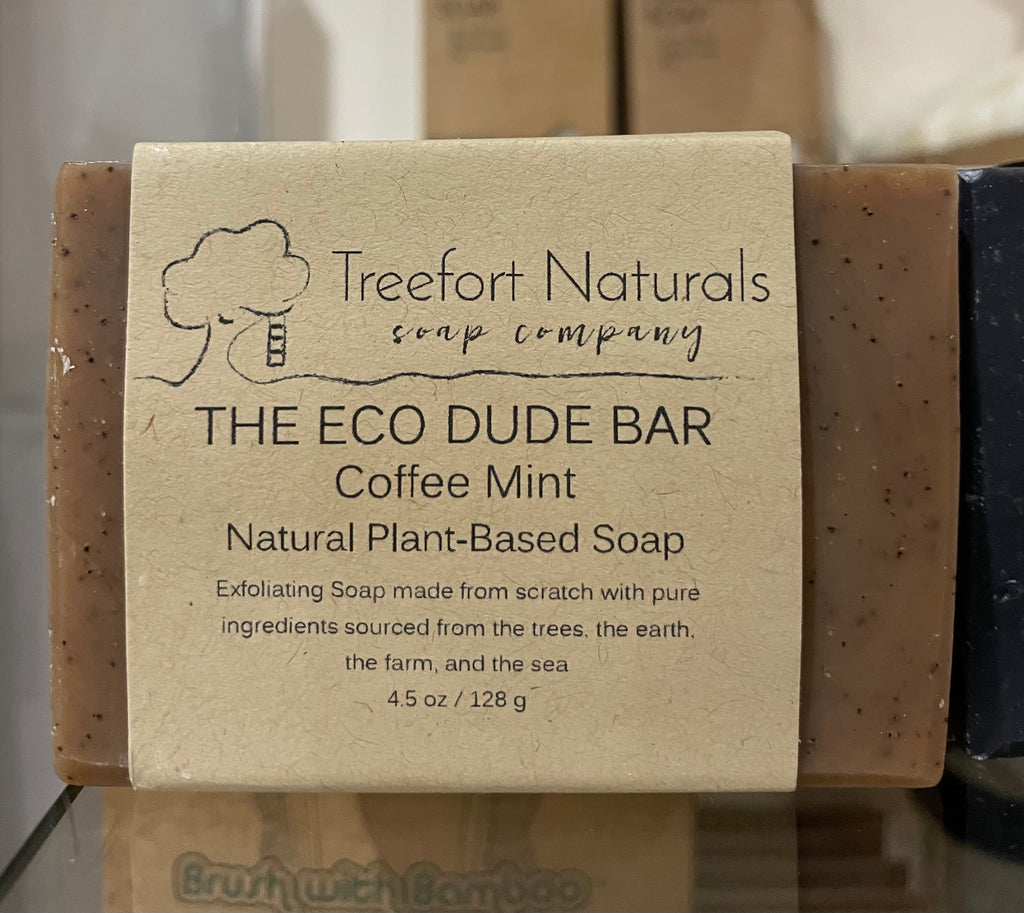 Treefort Naturals
soap company
THE ECO DUDE BAR
Coffee Mint
Natural Plant-Based Soap
Exfoliating Soap made from scratch with pure
ingredients sourced from the trees, the earth,
the farm, and the sea
4.5 oz / 128 g
Brush with Bamboo